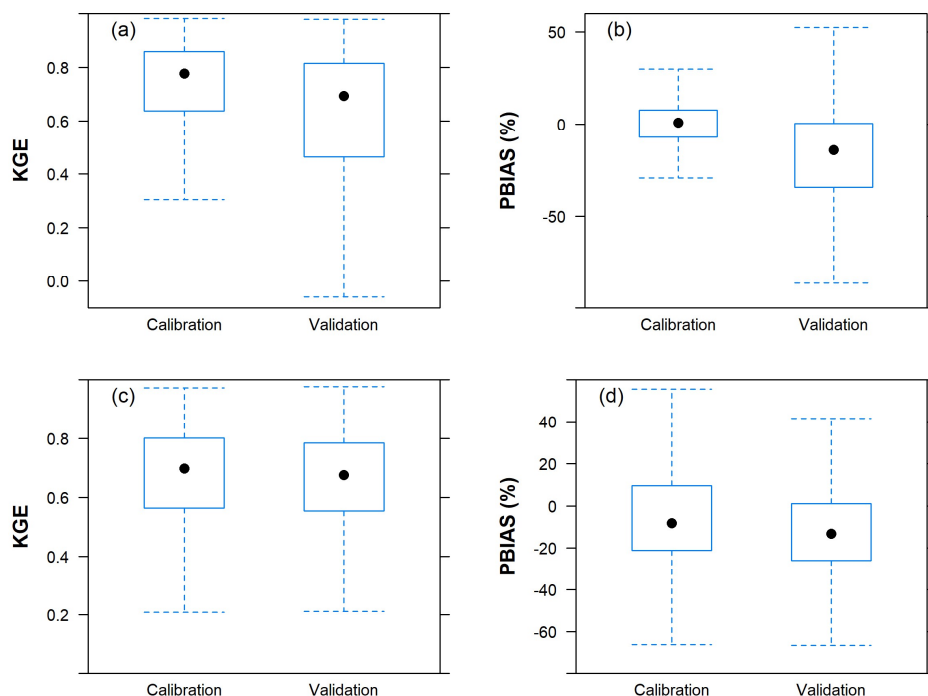 (a)
KGE
0.8
0.6
0.4
0.2
0.0
Calibration Validation
(b)
PBIAS (%)
50
0
-50
Calibration Validation
(c)
KGE
0.8
0.6
0.4
0.2
Calibration Validation
(d)
PBIAS (%)
40
20
0
-20
-40
-60
Calibration Validation